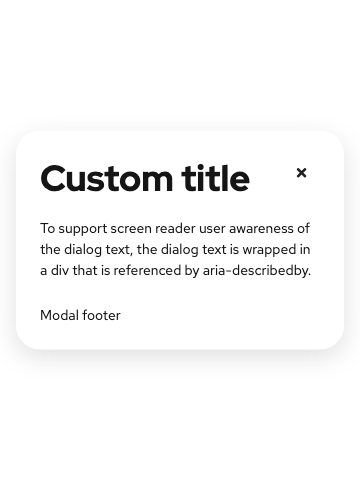 Custom title
To support screen reader user awareness of
the dialog text, the dialog text is wrapped in
a div that is referenced by aria-describedby.
Modal footer